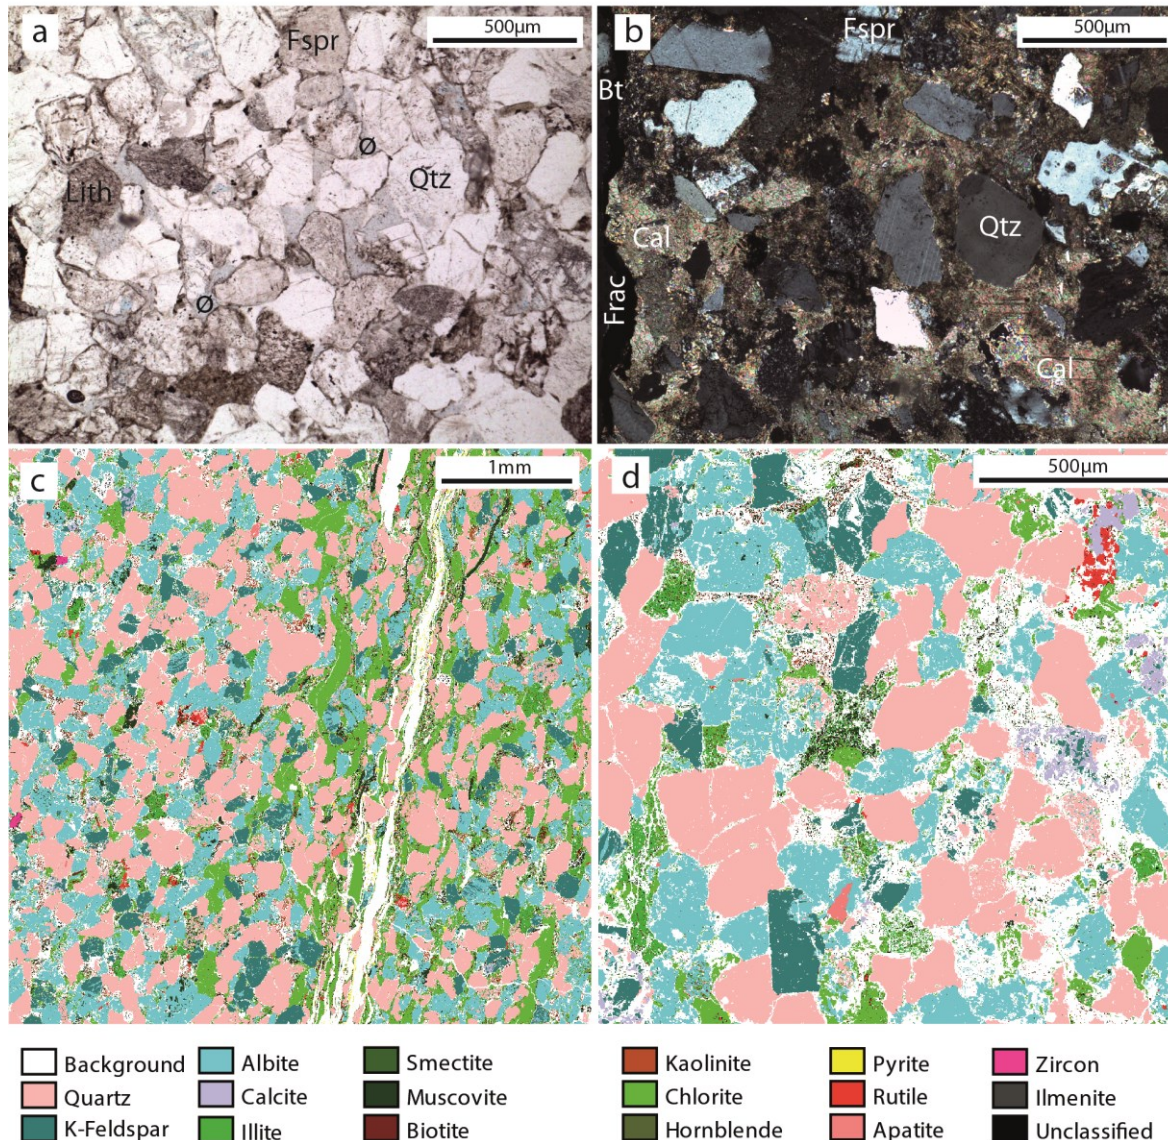 a
500µm
Fspr
Ø
Lith
Qtz
Ø
b
500µm
Fspr
Bt
Cal
Qtz
Frac
Cal
c
1mm
d
500µm
Background
Albite
Smectite
Kaolinite
Pyrite
Zircon
Quartz
Calcite
Muscovite
Chlorite
Rutile
Ilmenite
K-Feldspar
Illite
Biotite
Hornblende
Apatite
Unclassified